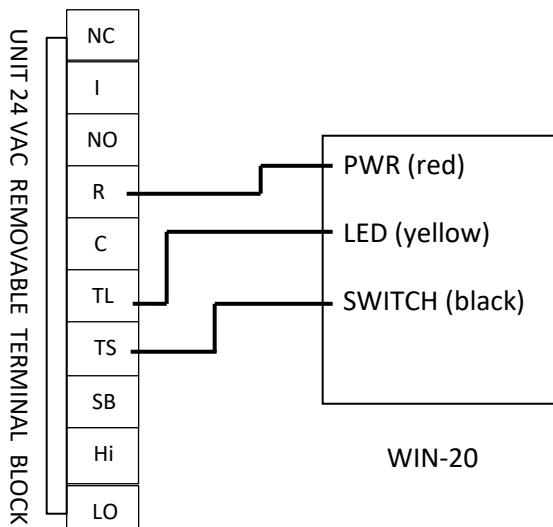 UNIT 24 VAC REMOVABLE TERMINAL BLOCK
NC
I
NO
R
C
TL
TS
SB
Hi
LO
PWR (red)
LED (yellow)
SWITCH (black)
WIN-20